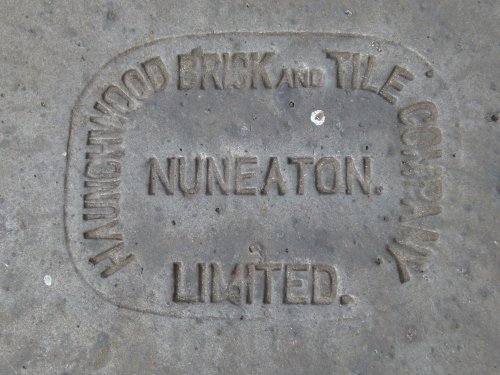 HAUNCHWOOD BRICK AND TILE COMPANY
NUNEATON.
LIMITED.